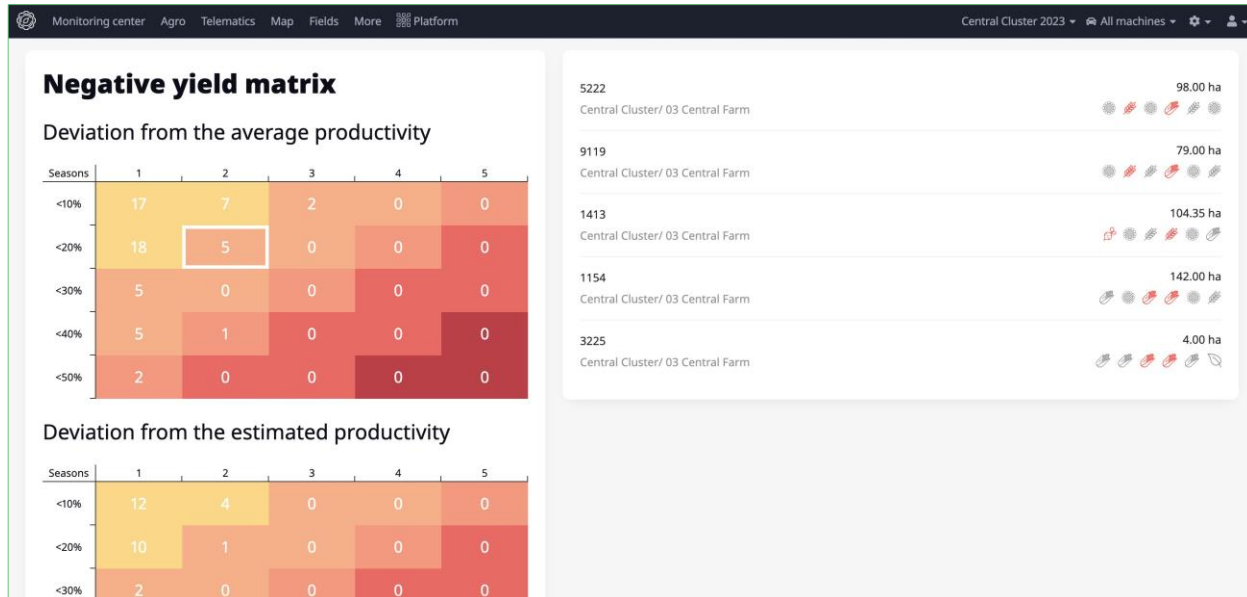 Monitoring center Agro Telematics Map Fields More Platform Central Cluster 2023 All machines
Negative yield matrix
Deviation from the average productivity
Seasons 1 2 3 4 5
<10% 17 7 2 0 0
<20% 18 5 0 0 0
<30% 5 0 0 0 0
<40% 5 1 0 0 0
<50% 2 0 0 0 0
Deviation from the estimated productivity
Seasons 1 2 3 4 5
<10% 12 4 0 0 0
<20% 10 1 0 0 0
<30% 2 0 0 0 0
5222 98.00 ha
Central Cluster/ 03 Central Farm
9119 79.00 ha
Central Cluster/ 03 Central Farm
1413 104.35 ha
Central Cluster/ 03 Central Farm
1154 142.00 ha
Central Cluster/ 03 Central Farm
3225 4.00 ha
Central Cluster/ 03 Central Farm